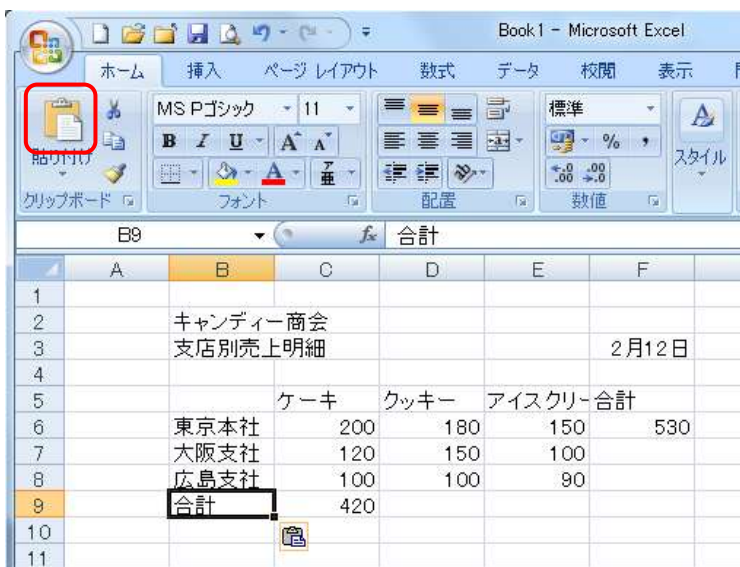 Book1 - Microsoft Excel
ホーム 挿入 ページ レイアウト 数式 データ 校閲 表示
MS Pゴシック 11 標準
B I U A A %
貼り付け スタイル
クリップボード フォント 配置 数値
B9 fx 合計
A B C D E F
1
2 キャンディー商会
3 支店別売上明細 2月12日
4
5 ケーキ クッキー アイスクリー 合計
6 東京本社 200 180 150 530
7 大阪支社 120 150 100
8 広島支社 100 100 90
9 合計 420
10
11